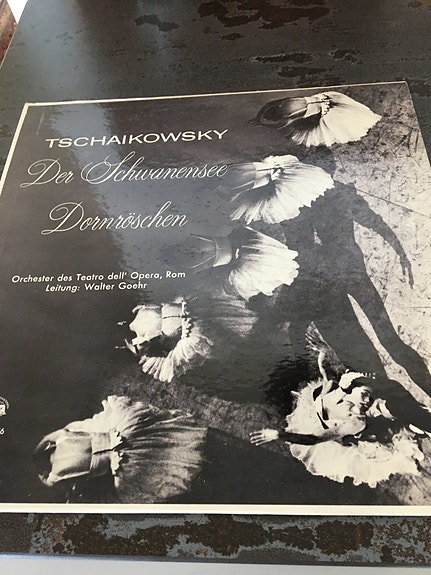 TSCHAIKOWSKY
Der Schwanensee
Dornröschen
Orchester des Teatro dell' Opera, Rom
Leitung: Walter Goehr